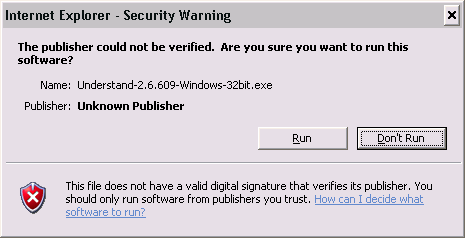 Internet Explorer - Security Warning
The publisher could not be verified. Are you sure you want to run this
software?
Name: Understand-2.6.609-Windows-32bit.exe
Publisher: Unknown Publisher
Run Don't Run
This file does not have a valid digital signature that verifies its publisher. You
should only run software from publishers you trust. How can I decide what
software to run?